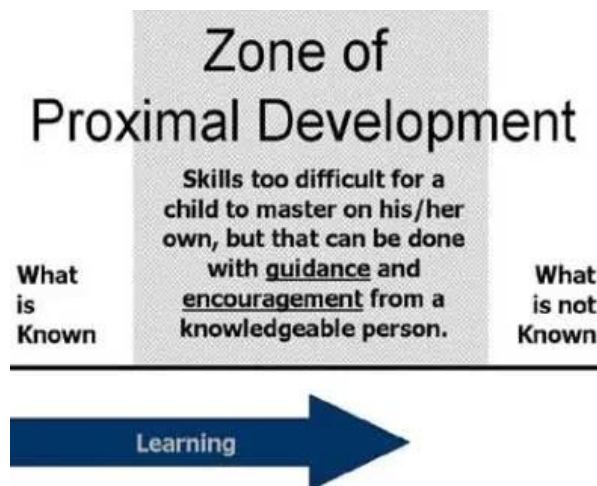 Zone of
Proximal Development
Skills too difficult for a
child to master on his/her
own, but that can be done
with guidance and
encouragement from a
knowledgeable person.
What
is
Known
What
is not
Known
Learning